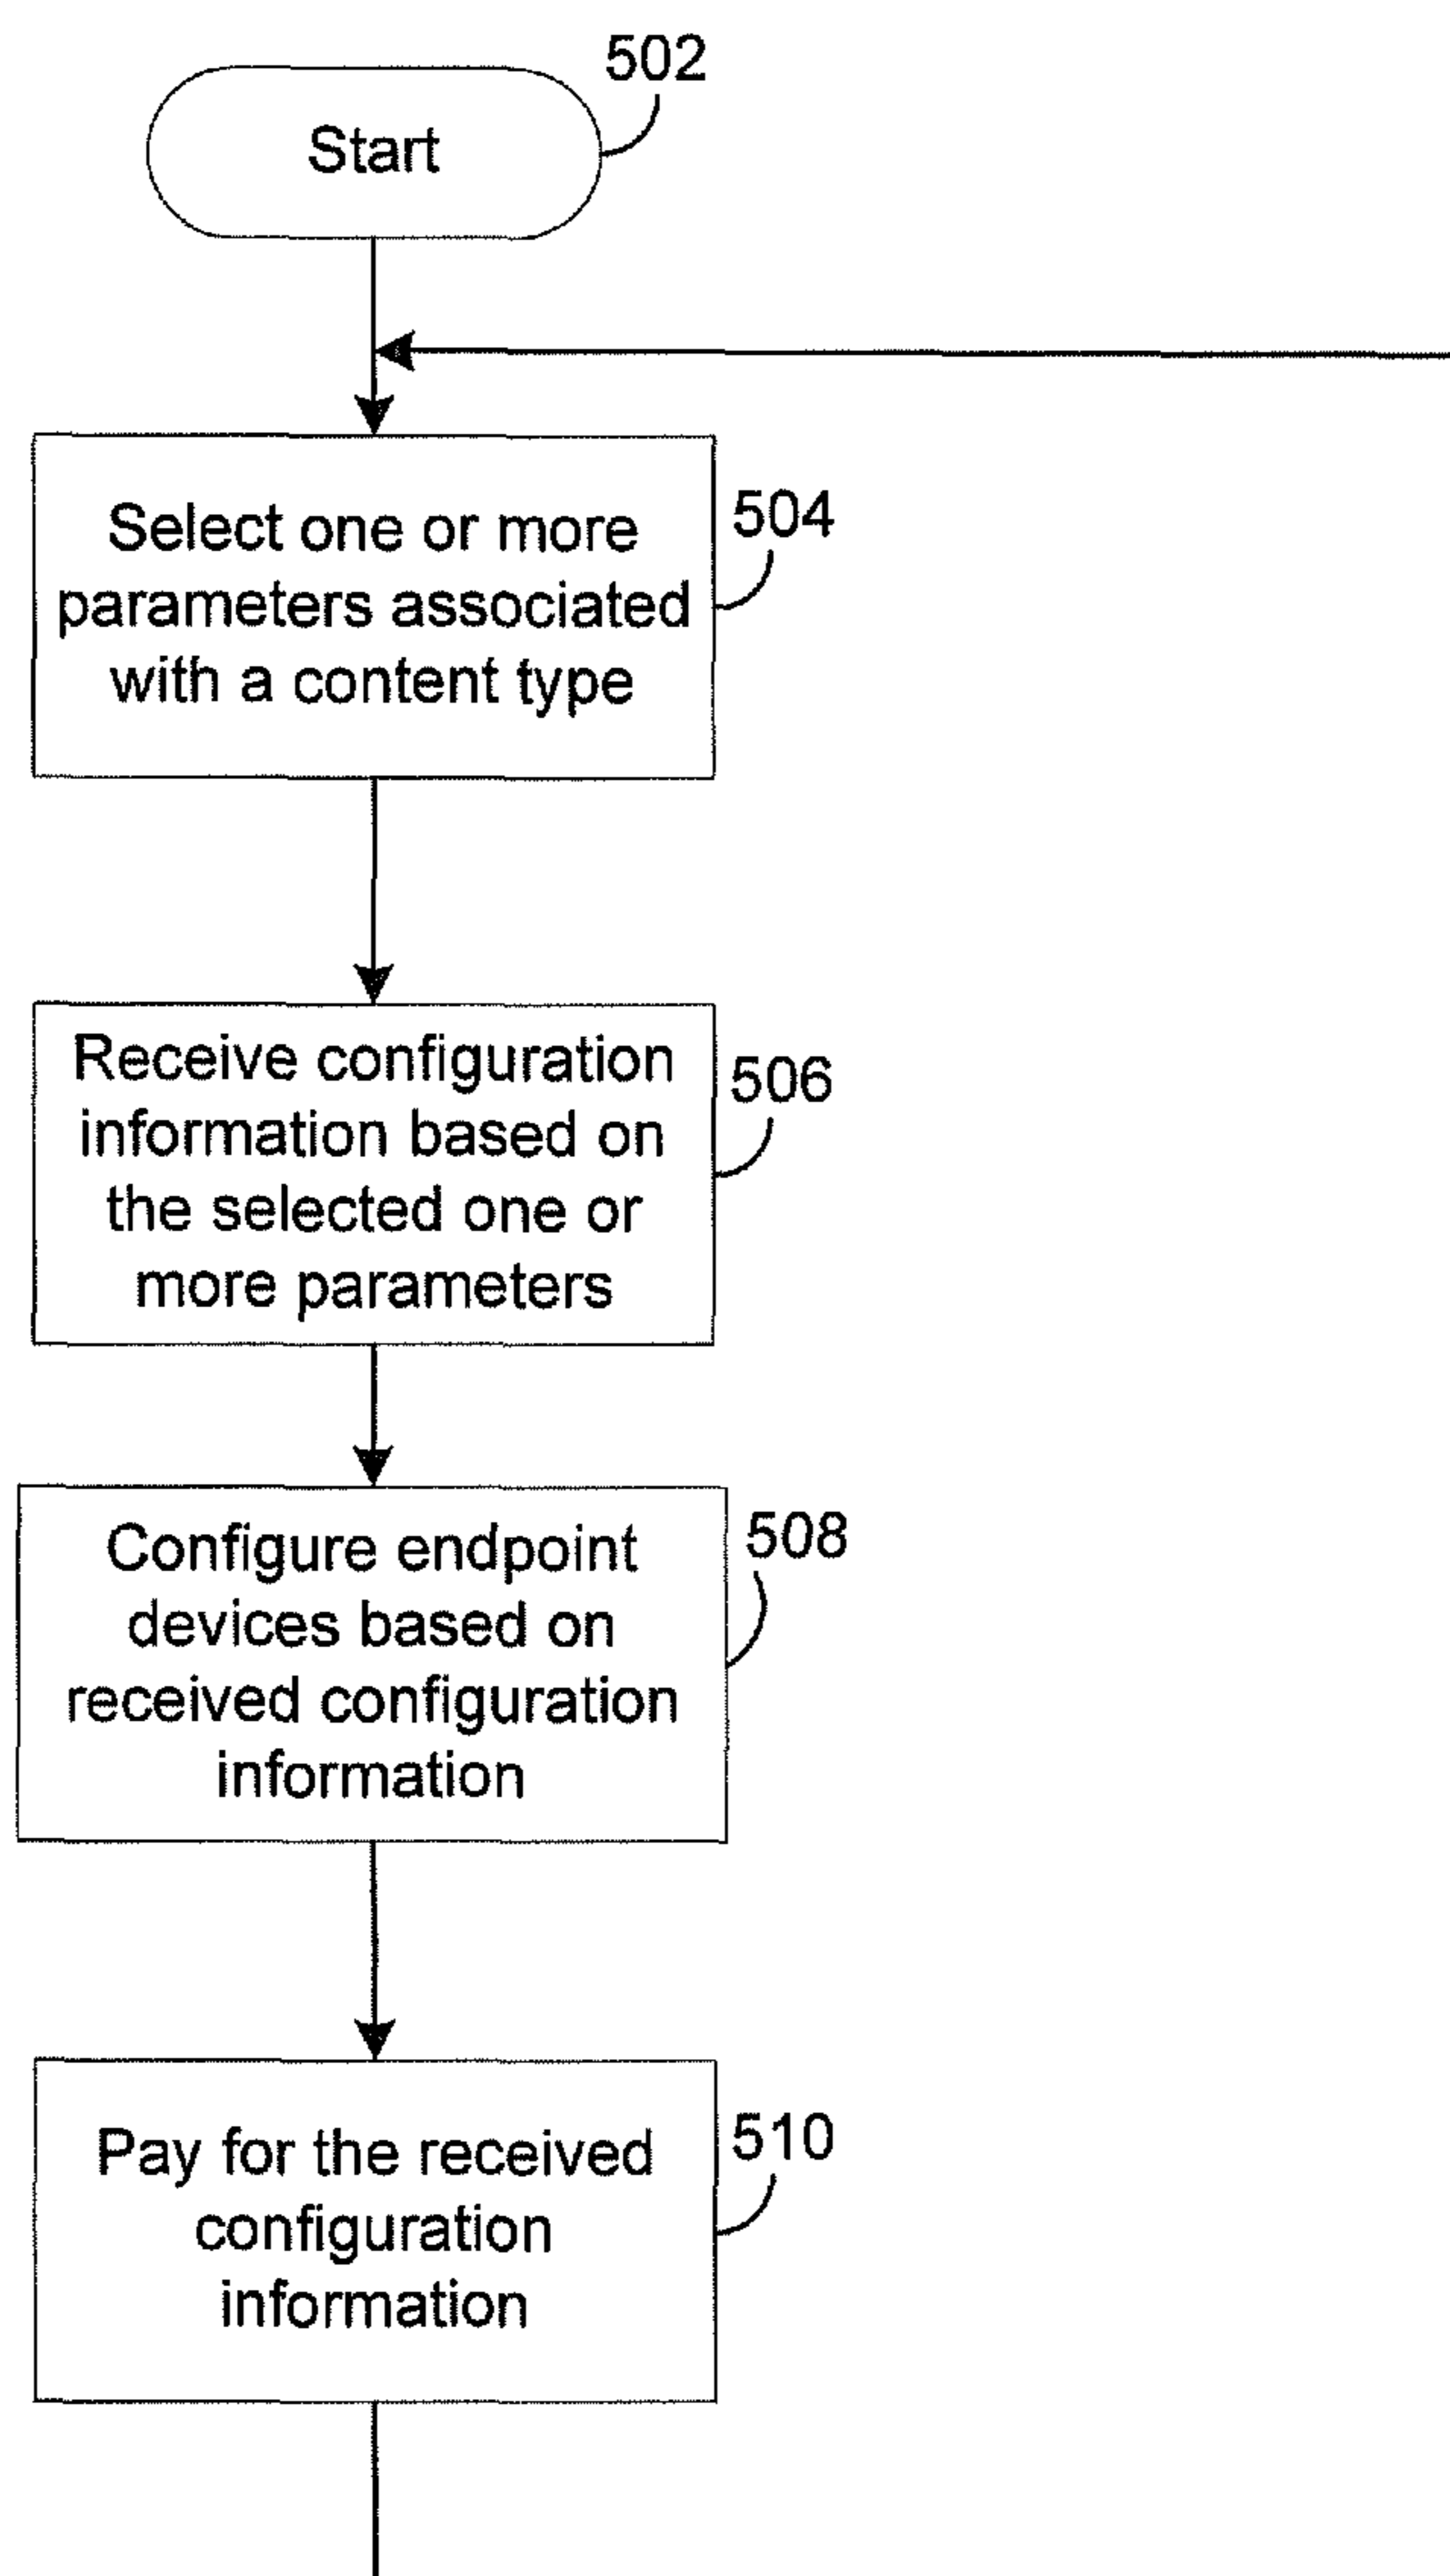 502
Start
504
Select one or more
parameters associated
with a content type
506
Receive configuration
information based on
the selected one or
more parameters
508
Configure endpoint
devices based on
received configuration
information
510
Pay for the received
configuration
information